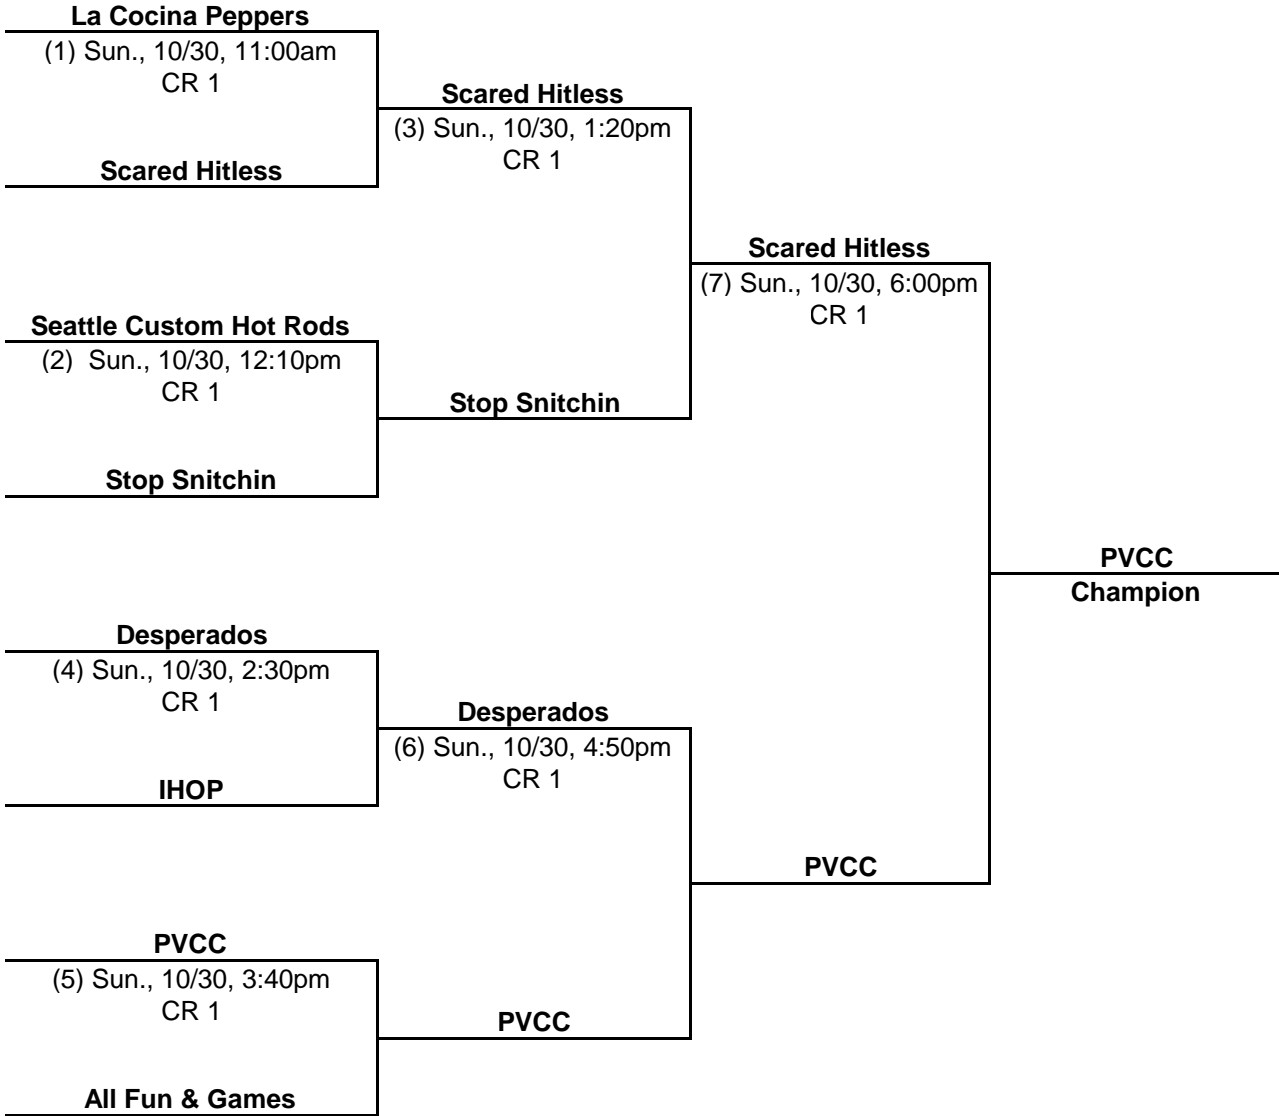 La Cocina Peppers
(1) Sun., 10/30, 11:00am
CR 1
Scared Hitless
(3) Sun., 10/30, 1:20pm
CR 1
Scared Hitless
Scared Hitless
(7) Sun., 10/30, 6:00pm
CR 1
Seattle Custom Hot Rods
(2)  Sun., 10/30, 12:10pm
CR 1
Stop Snitchin
Stop Snitchin
PVCC
Champion
Desperados
(4) Sun., 10/30, 2:30pm
CR 1
Desperados
(6) Sun., 10/30, 4:50pm
CR 1
IHOP
PVCC
PVCC
(5) Sun., 10/30, 3:40pm
CR 1
PVCC
All Fun & Games